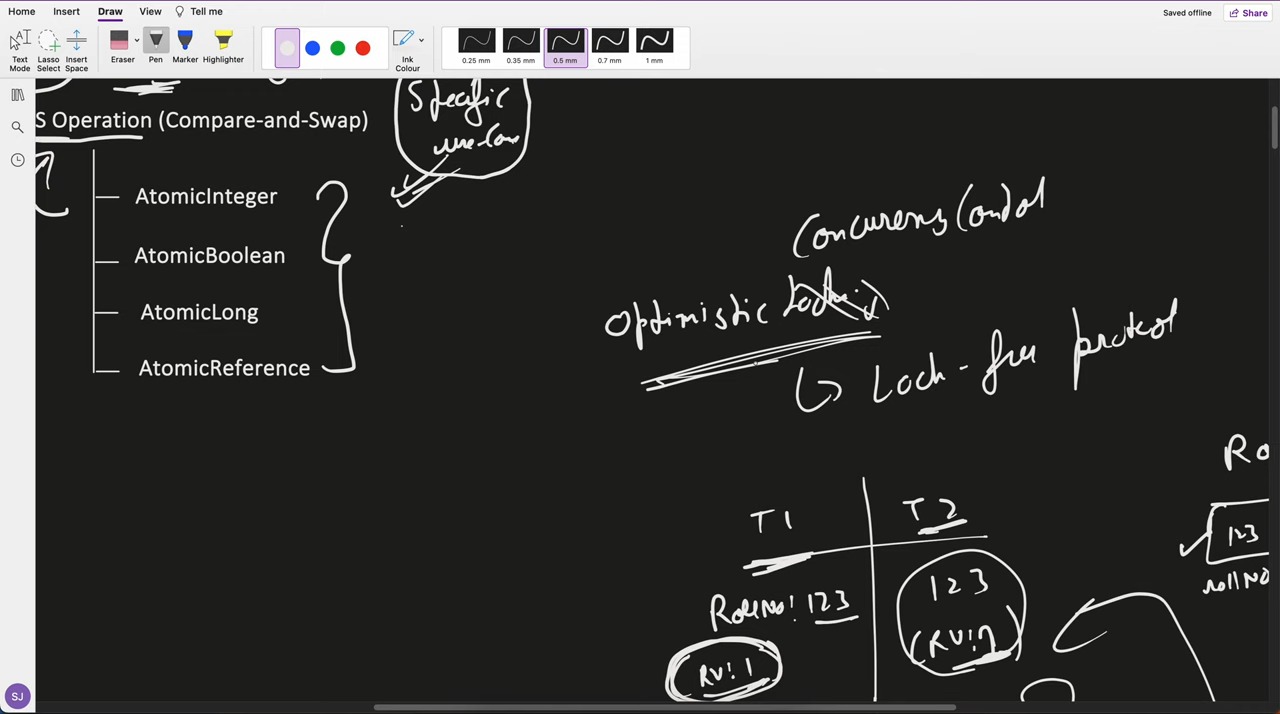 Home Insert Draw View Tell me
Saved offline Share
Text Mode Lasso Select Insert Space Eraser Pen Marker Highlighter Ink Colour 0.25 mm 0.35 mm 0.5 mm 0.7 mm 1 mm
Specific
use-Case
S Operation (Compare-and-Swap)
AtomicInteger
AtomicBoolean
AtomicLong
AtomicReference
Concurrency Control
Optimistic
Lock-free protocol
T1 T2
RollNo: 123
RV: 1
123
Ro
123
rollNo
SJ